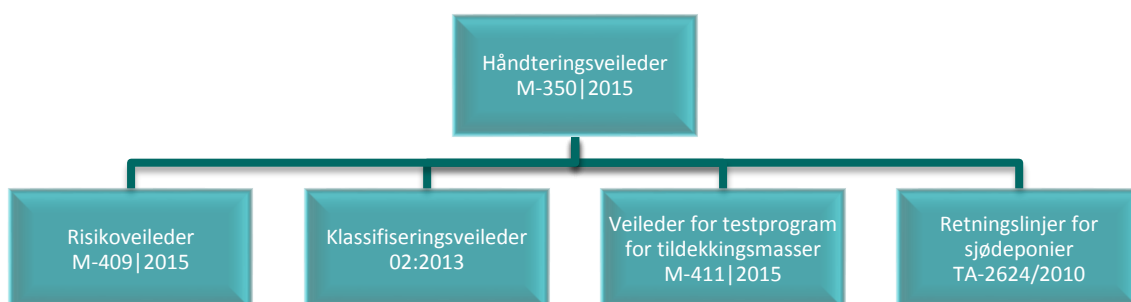 Håndteringsveileder
M-350|2015
Risikoveileder
M-409|2015
Klassifiseringsveileder
02:2013
Veileder for testprogram
for tildekkingsmasser
M-411|2015
Retningslinjer for
sjødeponier
TA-2624/2010